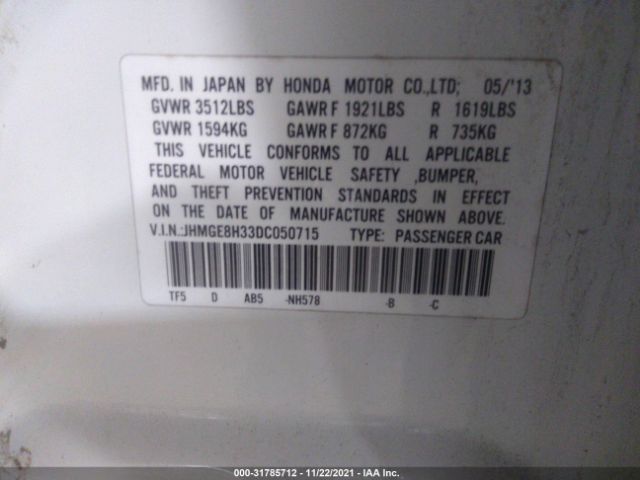 MFD. IN JAPAN BY HONDA MOTOR CO.,LTD; 05/'13
GVWR 3512LBS GAWR F 1921LBS R 1619LBS
GVWR 1594KG GAWR F 872KG R 735KG
THIS VEHICLE CONFORMS TO ALL APPLICABLE
FEDERAL MOTOR VEHICLE SAFETY ,BUMPER,
AND THEFT PREVENTION STANDARDS IN EFFECT
ON THE DATE OF MANUFACTURE SHOWN ABOVE.
V.I.N.:JHMGE8H33DC050715 TYPE: PASSENGER CAR
TF5 D AB5 -NH578 -B -C
000-31785712 - 11/22/2021 - IAA Inc.